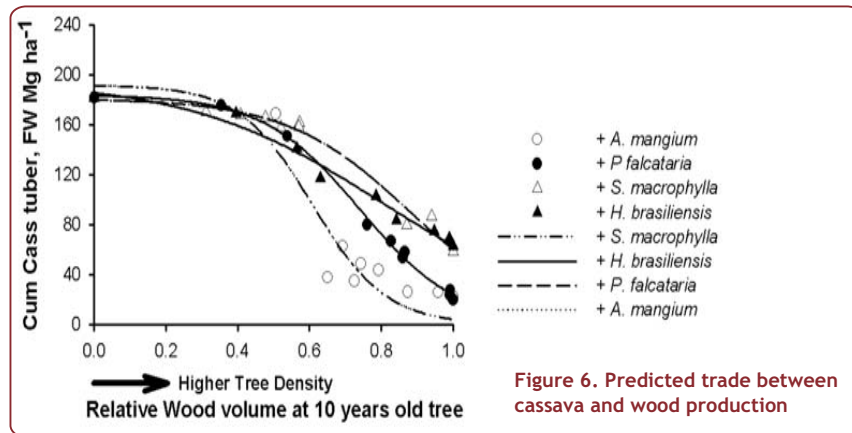 240
200
160
120
80
40
0
Cum Cass tuber, FW Mg ha-1
0.0 0.2 0.4 0.6 0.8 1.0
Higher Tree Density
Relative Wood volume at 10 years old tree
+ A. mangium
+ P falcataria
+ S. macrophylla
+ H. brasiliensis
+ S. macrophylla
+ H. brasiliensis
+ P. falcataria
+ A. mangium
Figure 6. Predicted trade between
cassava and wood production